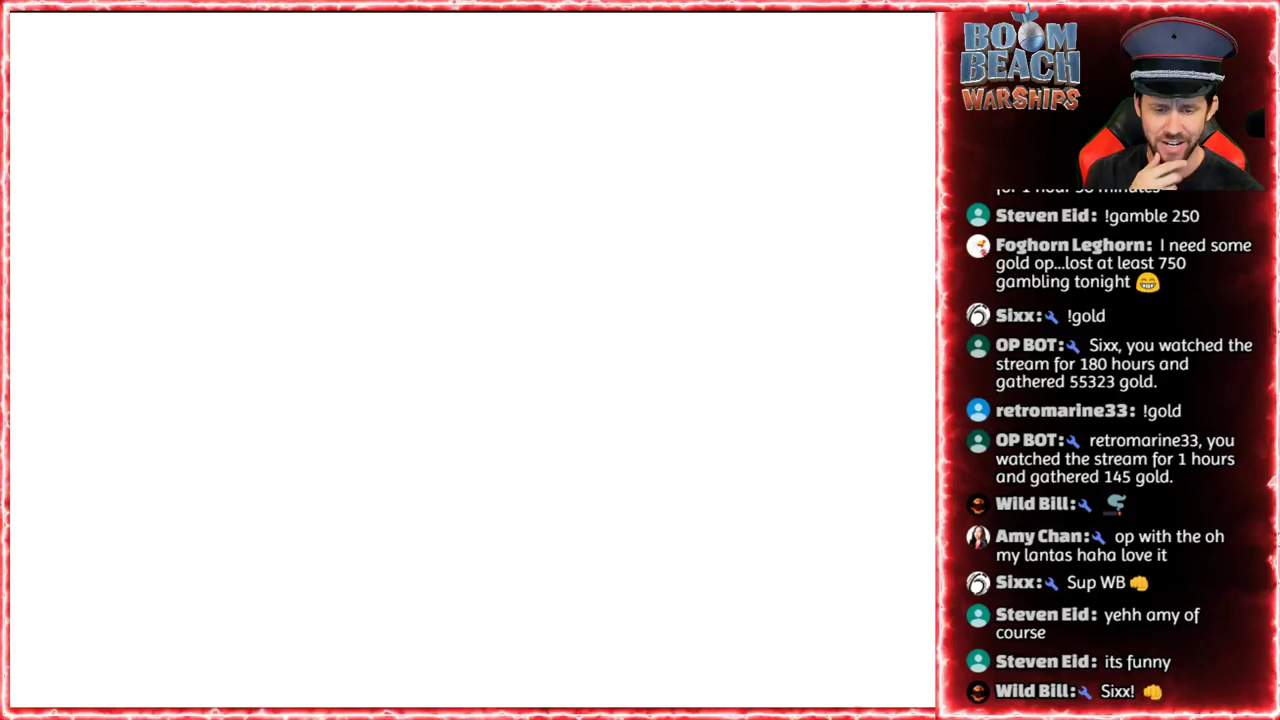 BOOM
BEACH
WARSHIPS
Steven Eid: !gamble 250
Foghorn Leghorn: I need some
gold op...lost at least 750
gambling tonight 😁
Sixx: !gold
OP BOT: Sixx, you watched the
stream for 180 hours and
gathered 55323 gold.
retromarine33: !gold
OP BOT: retromarine33, you
watched the stream for 1 hours
and gathered 145 gold.
Wild Bill:
Amy Chan: op with the oh
my lantas haha love it
Sixx: Sup WB 👊
Steven Eid: yehh amy of
course
Steven Eid: its funny
Wild Bill: Sixx! 👊